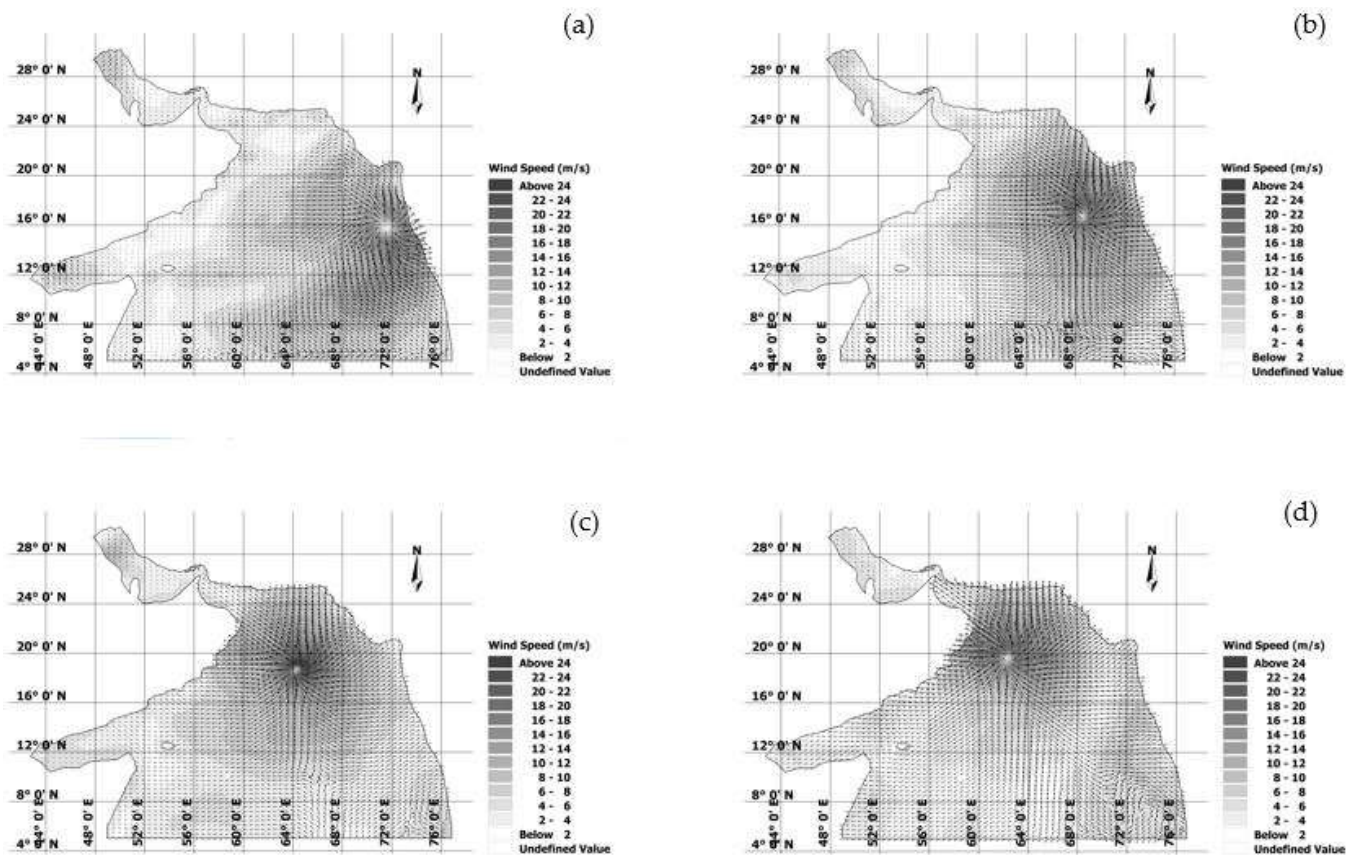 (a)
N
28° 0' N
24° 0' N
20° 0' N
16° 0' N
12° 0' N
8° 0' N
4° 0' N
44° 0' E
48° 0' E
52° 0' E
56° 0' E
60° 0' E
64° 0' E
68° 0' E
72° 0' E
76° 0' E
Wind Speed (m/s)
Above 24
22 - 24
20 - 22
18 - 20
16 - 18
14 - 16
12 - 14
10 - 12
8 - 10
6 - 8
4 - 6
2 - 4
Below 2
Undefined Value
(b)
N
28° 0' N
24° 0' N
20° 0' N
16° 0' N
12° 0' N
8° 0' N
4° 0' N
44° 0' E
48° 0' E
52° 0' E
56° 0' E
60° 0' E
64° 0' E
68° 0' E
72° 0' E
76° 0' E
Wind Speed (m/s)
Above 24
22 - 24
20 - 22
18 - 20
16 - 18
14 - 16
12 - 14
10 - 12
8 - 10
6 - 8
4 - 6
2 - 4
Below 2
Undefined Value
(c)
N
28° 0' N
24° 0' N
20° 0' N
16° 0' N
12° 0' N
8° 0' N
4° 0' N
44° 0' E
48° 0' E
52° 0' E
56° 0' E
60° 0' E
64° 0' E
68° 0' E
72° 0' E
76° 0' E
Wind Speed (m/s)
Above 24
22 - 24
20 - 22
18 - 20
16 - 18
14 - 16
12 - 14
10 - 12
8 - 10
6 - 8
4 - 6
2 - 4
Below 2
Undefined Value
(d)
N
28° 0' N
24° 0' N
20° 0' N
16° 0' N
12° 0' N
8° 0' N
4° 0' N
44° 0' E
48° 0' E
52° 0' E
56° 0' E
60° 0' E
64° 0' E
68° 0' E
72° 0' E
76° 0' E
Wind Speed (m/s)
Above 24
22 - 24
20 - 22
18 - 20
16 - 18
14 - 16
12 - 14
10 - 12
8 - 10
6 - 8
4 - 6
2 - 4
Below 2
Undefined Value